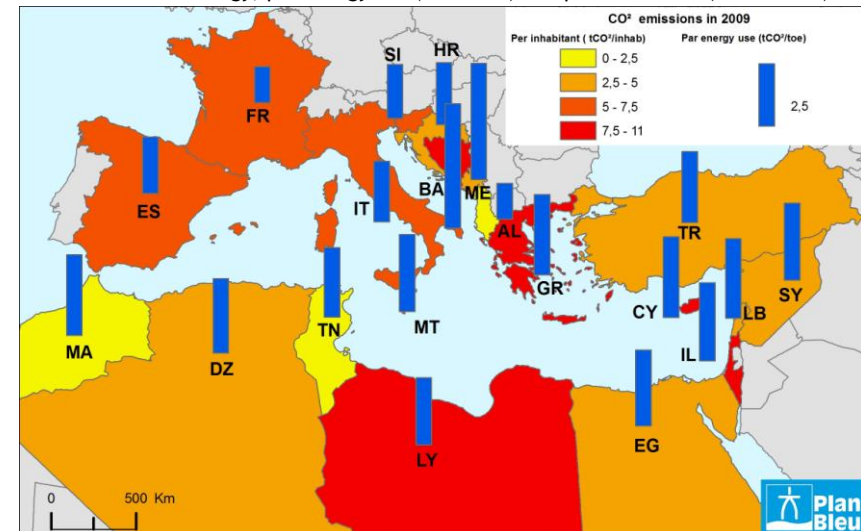 CO² emissions in 2009
Per inhabitant ( tCO²/inhab)
Par energy use (tCO²/toe)
0 - 2,5
2,5 - 5
5 - 7,5
7,5 - 11
2,5
SI
HR
FR
ES
IT
BA
ME
AL
GR
TR
SY
CY
LB
IL
MA
DZ
TN
MT
LY
EG
0 500 Km
Plan
Bleu